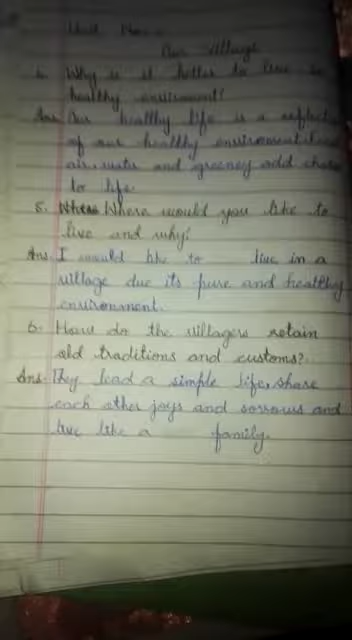 Our Village
4. Why is it better to live in
healthy environment?
Ans. Our healthy life is a reflect
of our healthy environment.
air, water and greenery add
to life.
5. Where would you like to
live and why?
Ans. I would like to live in a
village due its pure and healthy
environment.
6. How do the villagers retain
old traditions and customs?
Ans. They lead a simple life, share
each other joys and sorrows and
live like a family.